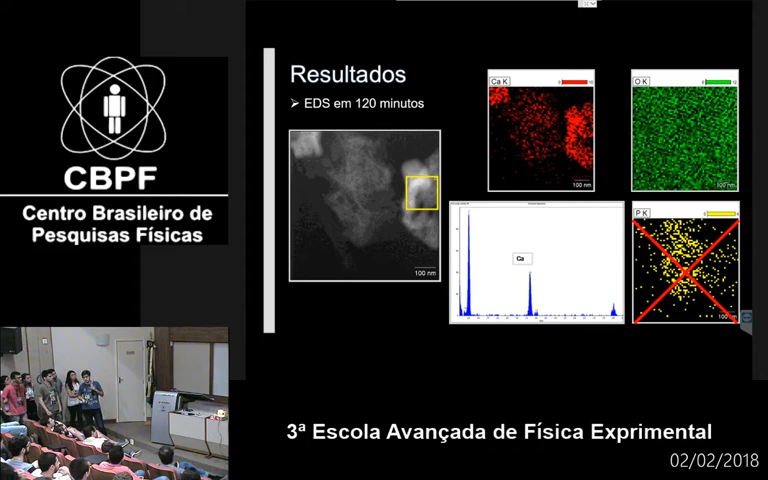 CBPF
Centro Brasileiro de
Pesquisas Físicas
Resultados
➢ EDS em 120 minutos
100 nm
Ca K
100 nm
O K
100 nm
Ca
P K
100 nm
3ª Escola Avançada de Física Exprimental
02/02/2018